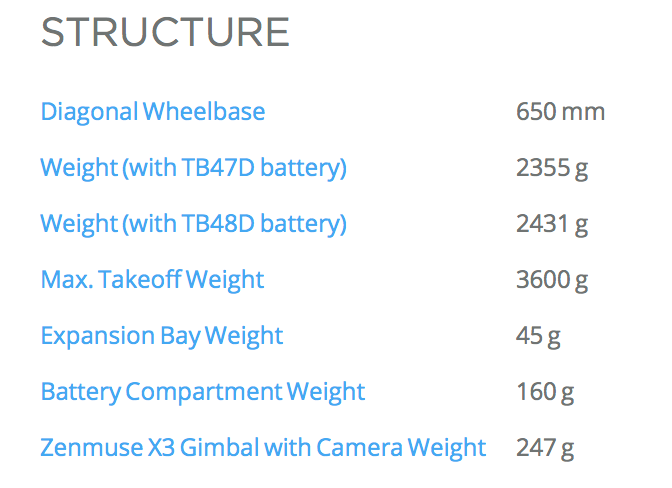 STRUCTURE
Diagonal Wheelbase 650 mm
Weight (with TB47D battery) 2355 g
Weight (with TB48D battery) 2431 g
Max. Takeoff Weight 3600 g
Expansion Bay Weight 45 g
Battery Compartment Weight 160 g
Zenmuse X3 Gimbal with Camera Weight 247 g